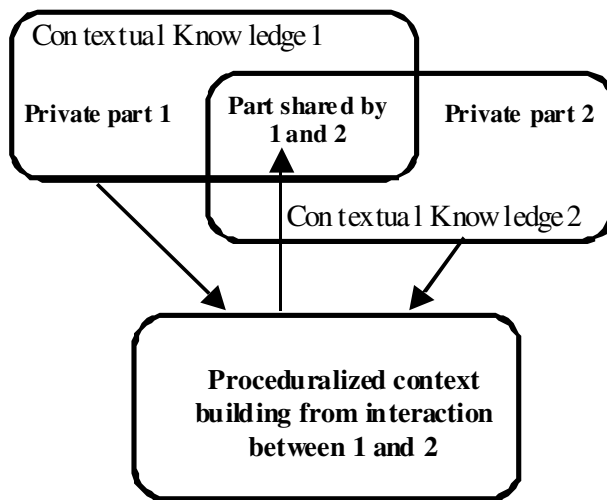 Contextual Knowledge 1
Private part 1
Part shared by
1 and 2
Private part 2
Contextual Knowledge 2
Proceduralized context
building from interaction
between 1 and 2